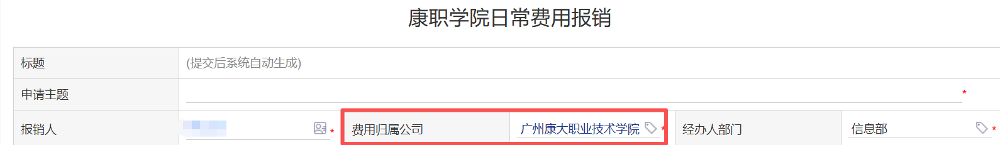 康职学院日常费用报销
标题 (提交后系统自动生成)
申请主题 *
报销人 * 费用归属公司 广州康大职业技术学院 * 经办人部门 信息部 *